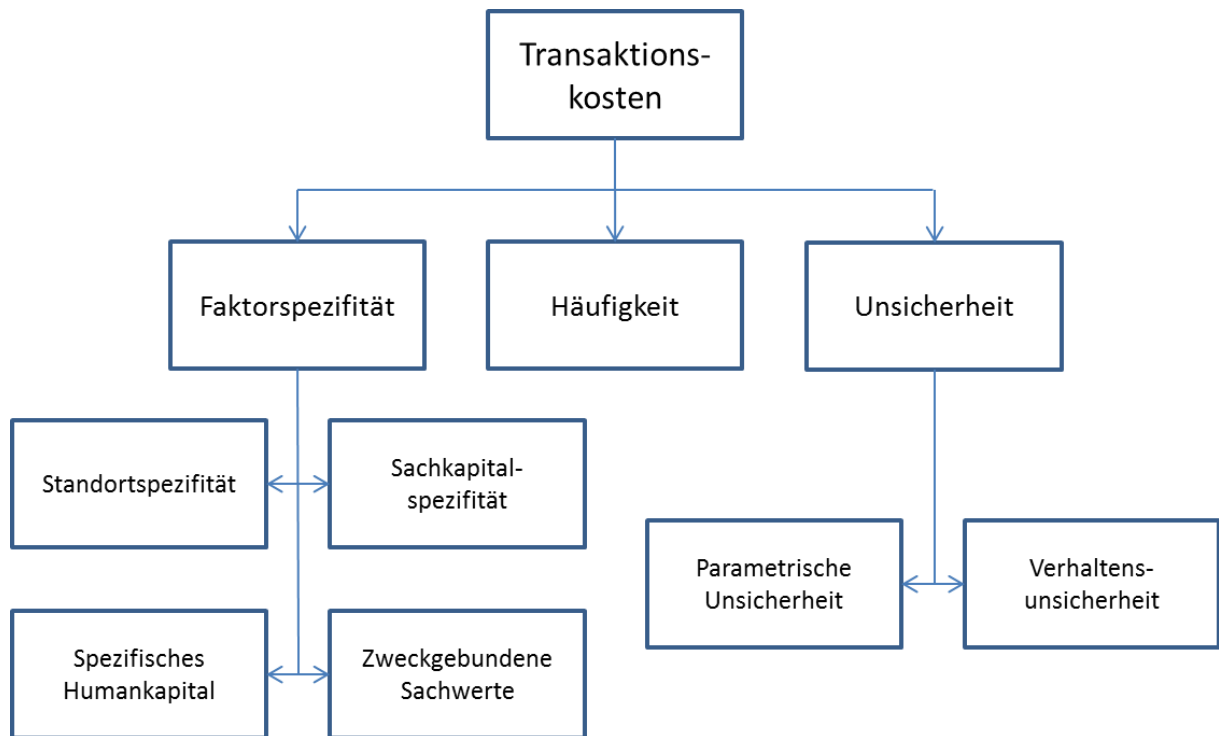 Transaktions-
kosten
Faktorspezifität
Häufigkeit
Unsicherheit
Standortspezifität
Sachkapital-
spezifität
Parametrische
Unsicherheit
Verhaltens-
unsicherheit
Spezifisches
Humankapital
Zweckgebundene
Sachwerte